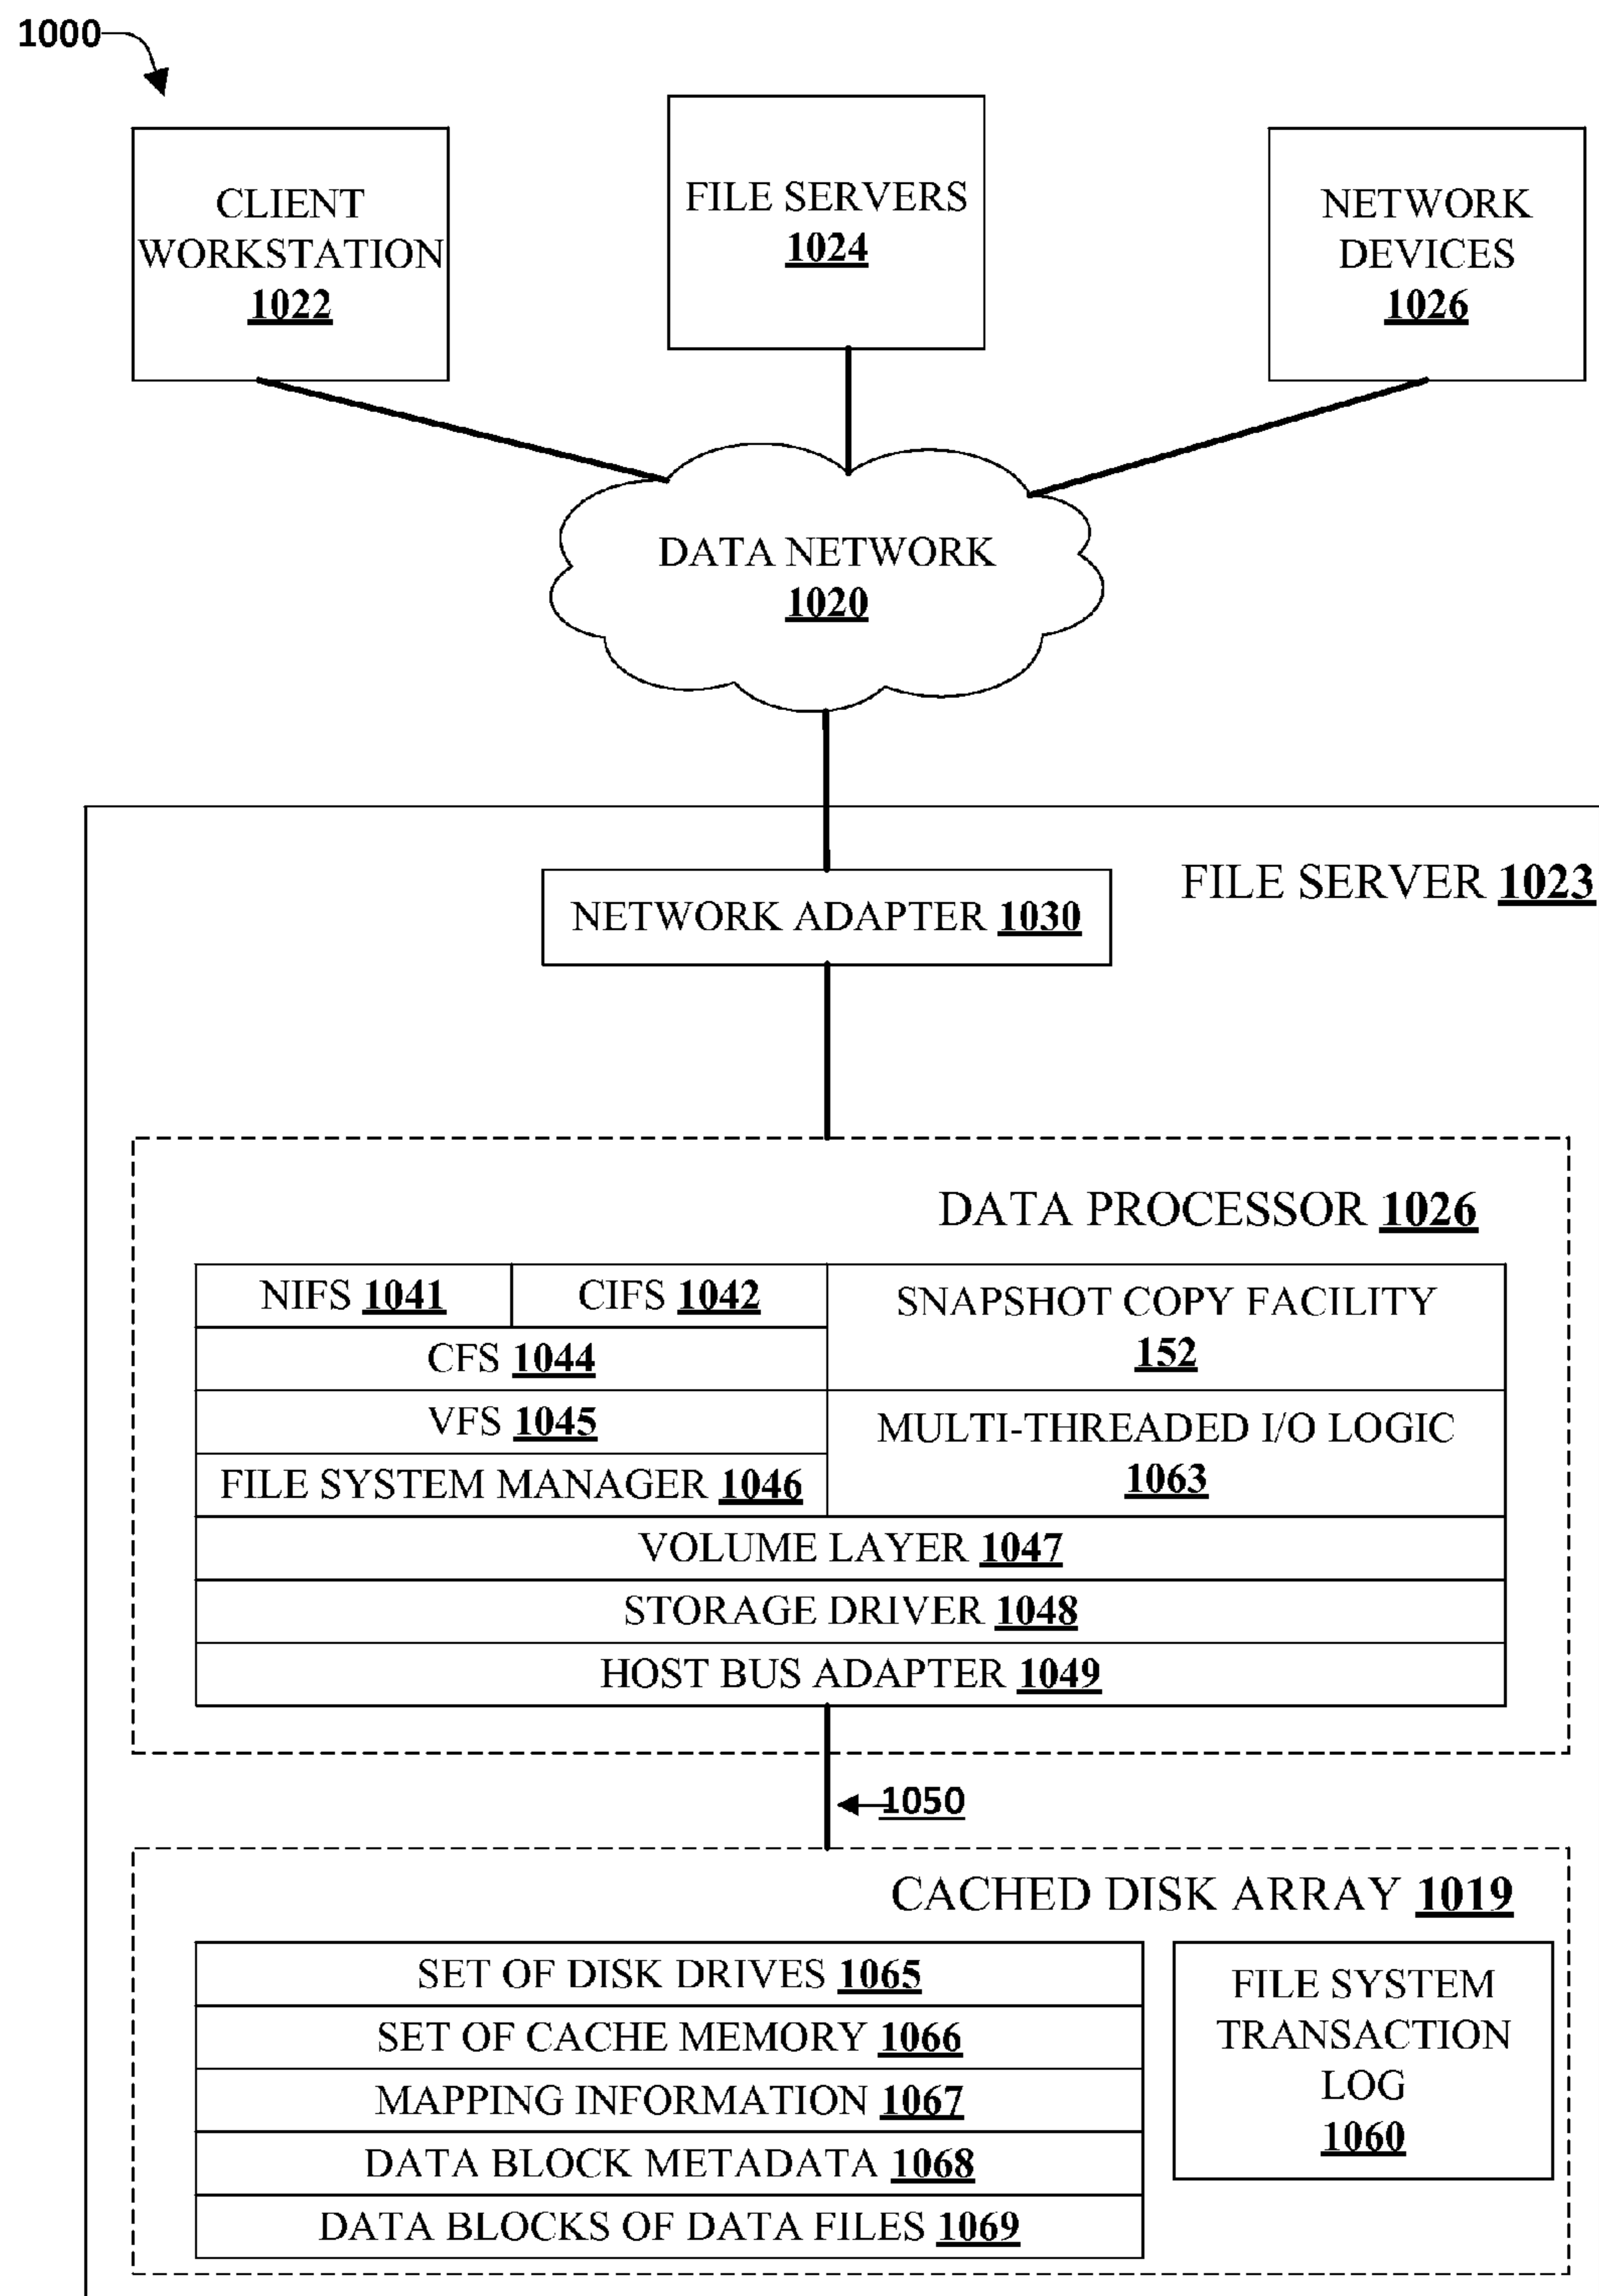 1000
CLIENT
WORKSTATION
1022
FILE SERVERS
1024
NETWORK
DEVICES
1026
DATA NETWORK
1020
FILE SERVER 1023
NETWORK ADAPTER 1030
DATA PROCESSOR 1026
NIFS 1041
CIFS 1042
SNAPSHOT COPY FACILITY
152
CFS 1044
VFS 1045
MULTI-THREADED I/O LOGIC
1063
FILE SYSTEM MANAGER 1046
VOLUME LAYER 1047
STORAGE DRIVER 1048
HOST BUS ADAPTER 1049
1050
CACHED DISK ARRAY 1019
SET OF DISK DRIVES 1065
SET OF CACHE MEMORY 1066
MAPPING INFORMATION 1067
DATA BLOCK METADATA 1068
DATA BLOCKS OF DATA FILES 1069
FILE SYSTEM
TRANSACTION
LOG
1060